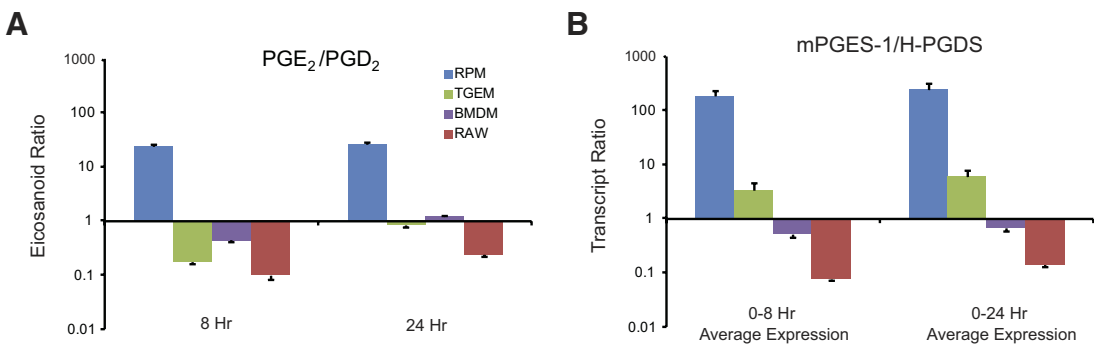 A
PGE₂/PGD₂
Eicosanoid Ratio
1000
100
10
1
0.1
0.01
RPM
TGEM
BMDM
RAW
8 Hr
24 Hr
B
mPGES-1/H-PGDS
Transcript Ratio
1000
100
10
1
0.1
0.01
0-8 Hr
Average Expression
0-24 Hr
Average Expression